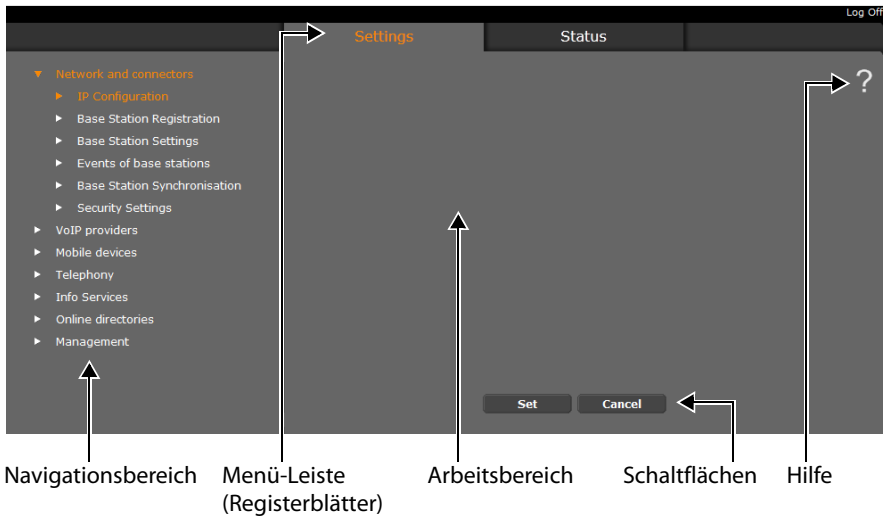 Log Off
Settings
Status
Network and connectors
IP Configuration
Base Station Registration
Base Station Settings
Events of base stations
Base Station Synchronisation
Security Settings
VoIP providers
Mobile devices
Telephony
Info Services
Online directories
Management
?
Set
Cancel
Navigationsbereich
Menü-Leiste
(Registerblätter)
Arbeitsbereich
Schaltflächen
Hilfe